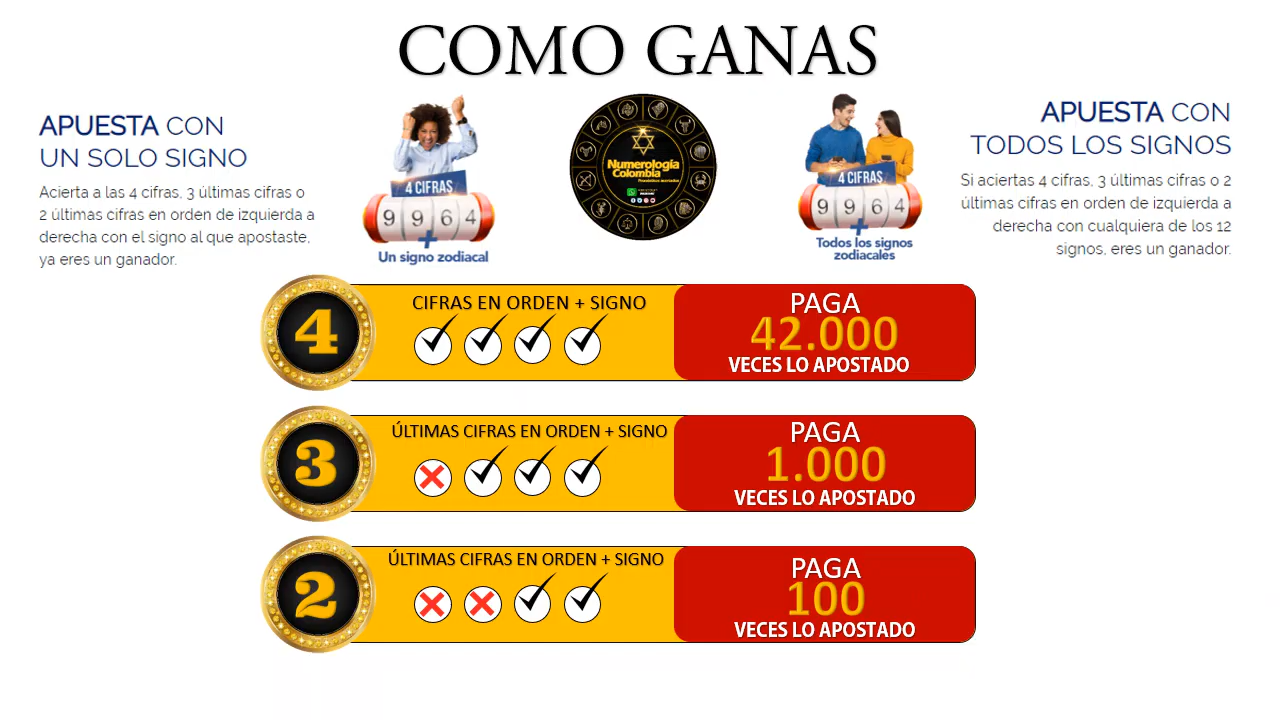 COMO GANAS
APUESTA CON
UN SOLO SIGNO
Acierta a las 4 cifras, 3 últimas cifras o
2 últimas cifras en orden de izquierda a
derecha con el signo al que apostaste,
ya eres un ganador.
4 CIFRAS
9 9 6 4
+
Un signo zodiacal
Numerología
Colombia
4 CIFRAS
9 9 6 4
+
Todos los signos
zodiacales
APUESTA CON
TODOS LOS SIGNOS
Si aciertas 4 cifras, 3 últimas cifras o 2
últimas cifras en orden de izquierda a
derecha con cualquiera de los 12
signos, eres un ganador.
4
CIFRAS EN ORDEN + SIGNO
PAGA
42.000
VECES LO APOSTADO
3
ÚLTIMAS CIFRAS EN ORDEN + SIGNO
PAGA
1.000
VECES LO APOSTADO
2
ÚLTIMAS CIFRAS EN ORDEN + SIGNO
PAGA
100
VECES LO APOSTADO